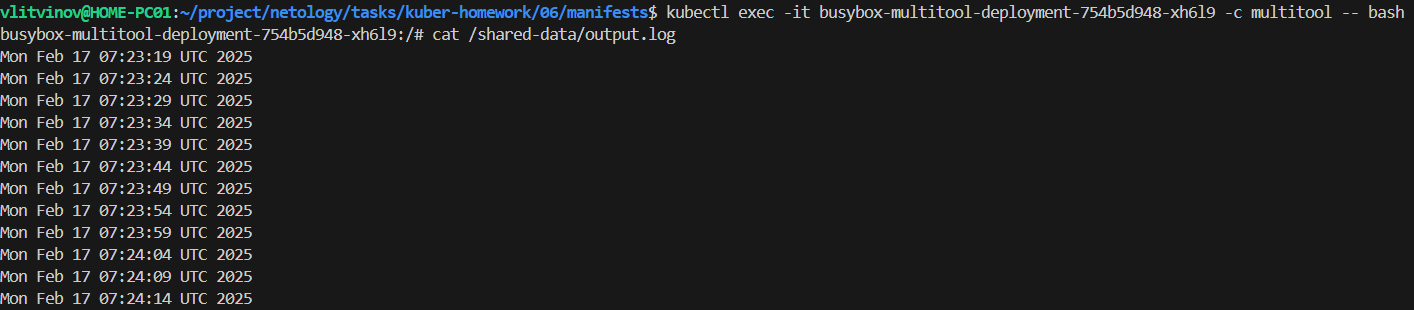 vlitvinov@HOME-PC01:~/project/netology/tasks/kuber-homework/06/manifests$ kubectl exec -it busybox-multitool-deployment-754b5d948-xh6l9 -c multitool -- bash
busybox-multitool-deployment-754b5d948-xh6l9:/# cat /shared-data/output.log
Mon Feb 17 07:23:19 UTC 2025
Mon Feb 17 07:23:24 UTC 2025
Mon Feb 17 07:23:29 UTC 2025
Mon Feb 17 07:23:34 UTC 2025
Mon Feb 17 07:23:39 UTC 2025
Mon Feb 17 07:23:44 UTC 2025
Mon Feb 17 07:23:49 UTC 2025
Mon Feb 17 07:23:54 UTC 2025
Mon Feb 17 07:23:59 UTC 2025
Mon Feb 17 07:24:04 UTC 2025
Mon Feb 17 07:24:09 UTC 2025
Mon Feb 17 07:24:14 UTC 2025